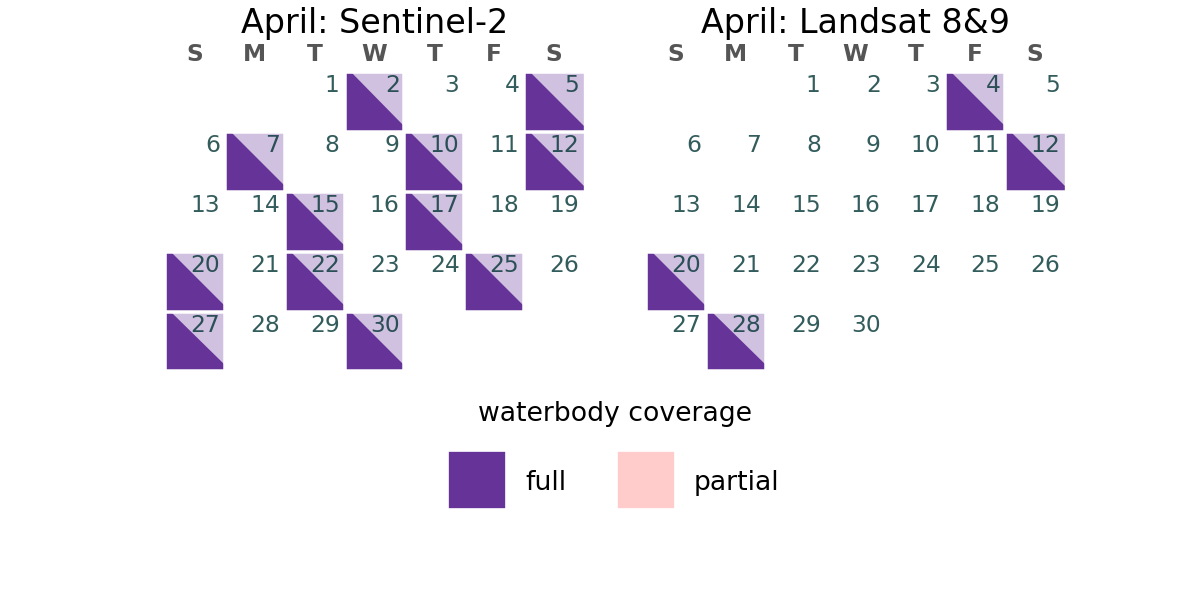 April: Sentinel-2
S M T W T F S
1 2 3 4 5
6 7 8 9 10 11 12
13 14 15 16 17 18 19
20 21 22 23 24 25 26
27 28 29 30
April: Landsat 8&9
S M T W T F S
1 2 3 4 5
6 7 8 9 10 11 12
13 14 15 16 17 18 19
20 21 22 23 24 25 26
27 28 29 30
waterbody coverage
full partial